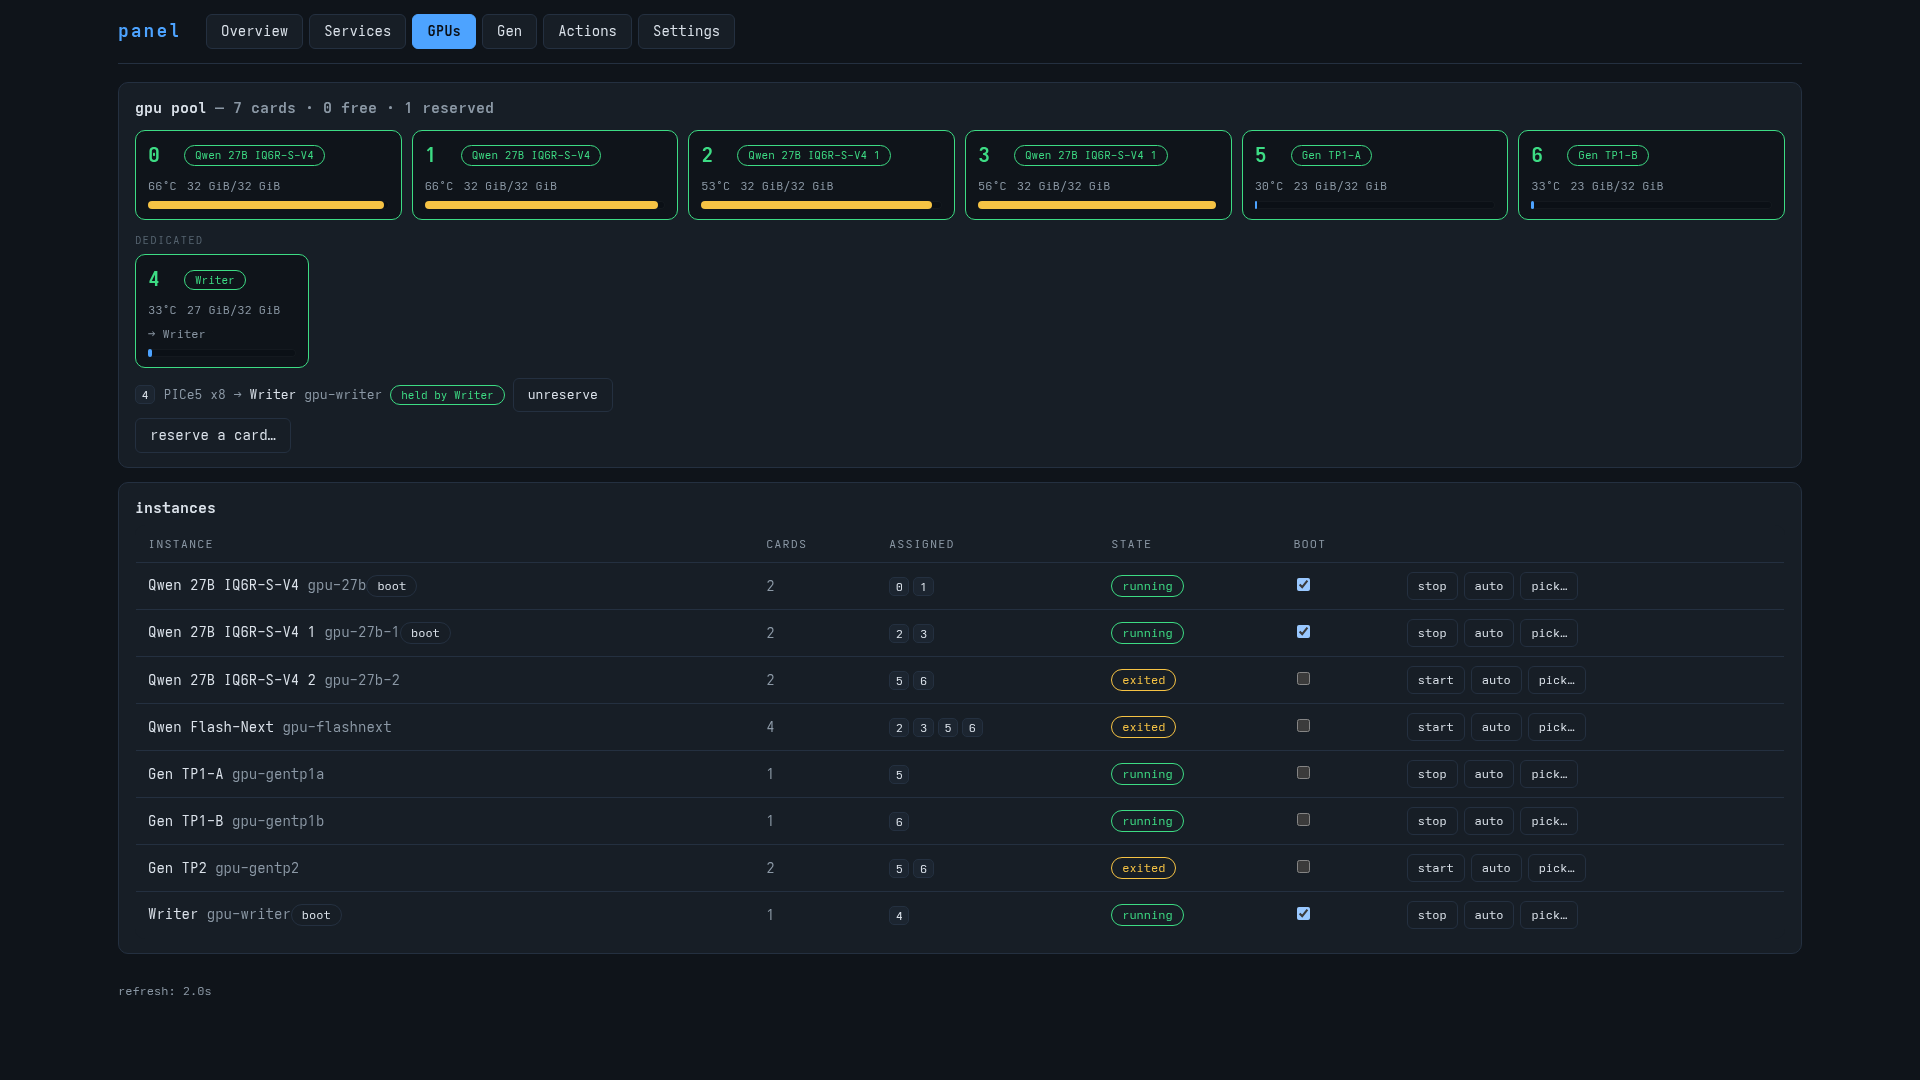 panel Overview Services GPUs Gen Actions Settings
gpu pool — 7 cards · 0 free · 1 reserved
0 Qwen 27B IQ6R-S-V4 1 Qwen 27B IQ6R-S-V4 2 Qwen 27B IQ6R-S-V4 1 3 Qwen 27B IQ6R-S-V4 1 5 Gen TP1-A 6 Gen TP1-B
66°C 32 GiB/32 GiB 66°C 32 GiB/32 GiB 53°C 32 GiB/32 GiB 56°C 32 GiB/32 GiB 30°C 23 GiB/32 GiB 33°C 23 GiB/32 GiB
DEDICATED
4 Writer
33°C 27 GiB/32 GiB
→ Writer
4 PICe5 x8 → Writer gpu-writer held by Writer unreserve
reserve a card…
instances
INSTANCE CARDS ASSIGNED STATE BOOT
Qwen 27B IQ6R-S-V4 gpu-27b boot 2 0 1 running stop auto pick…
Qwen 27B IQ6R-S-V4 1 gpu-27b-1 boot 2 2 3 running stop auto pick…
Qwen 27B IQ6R-S-V4 2 gpu-27b-2 2 5 6 exited start auto pick…
Qwen Flash-Next gpu-flashnext 4 2 3 5 6 exited start auto pick…
Gen TP1-A gpu-gentp1a 1 5 running stop auto pick…
Gen TP1-B gpu-gentp1b 1 6 running stop auto pick…
Gen TP2 gpu-gentp2 2 5 6 exited start auto pick…
Writer gpu-writer boot 1 4 running stop auto pick…
refresh: 2.0s